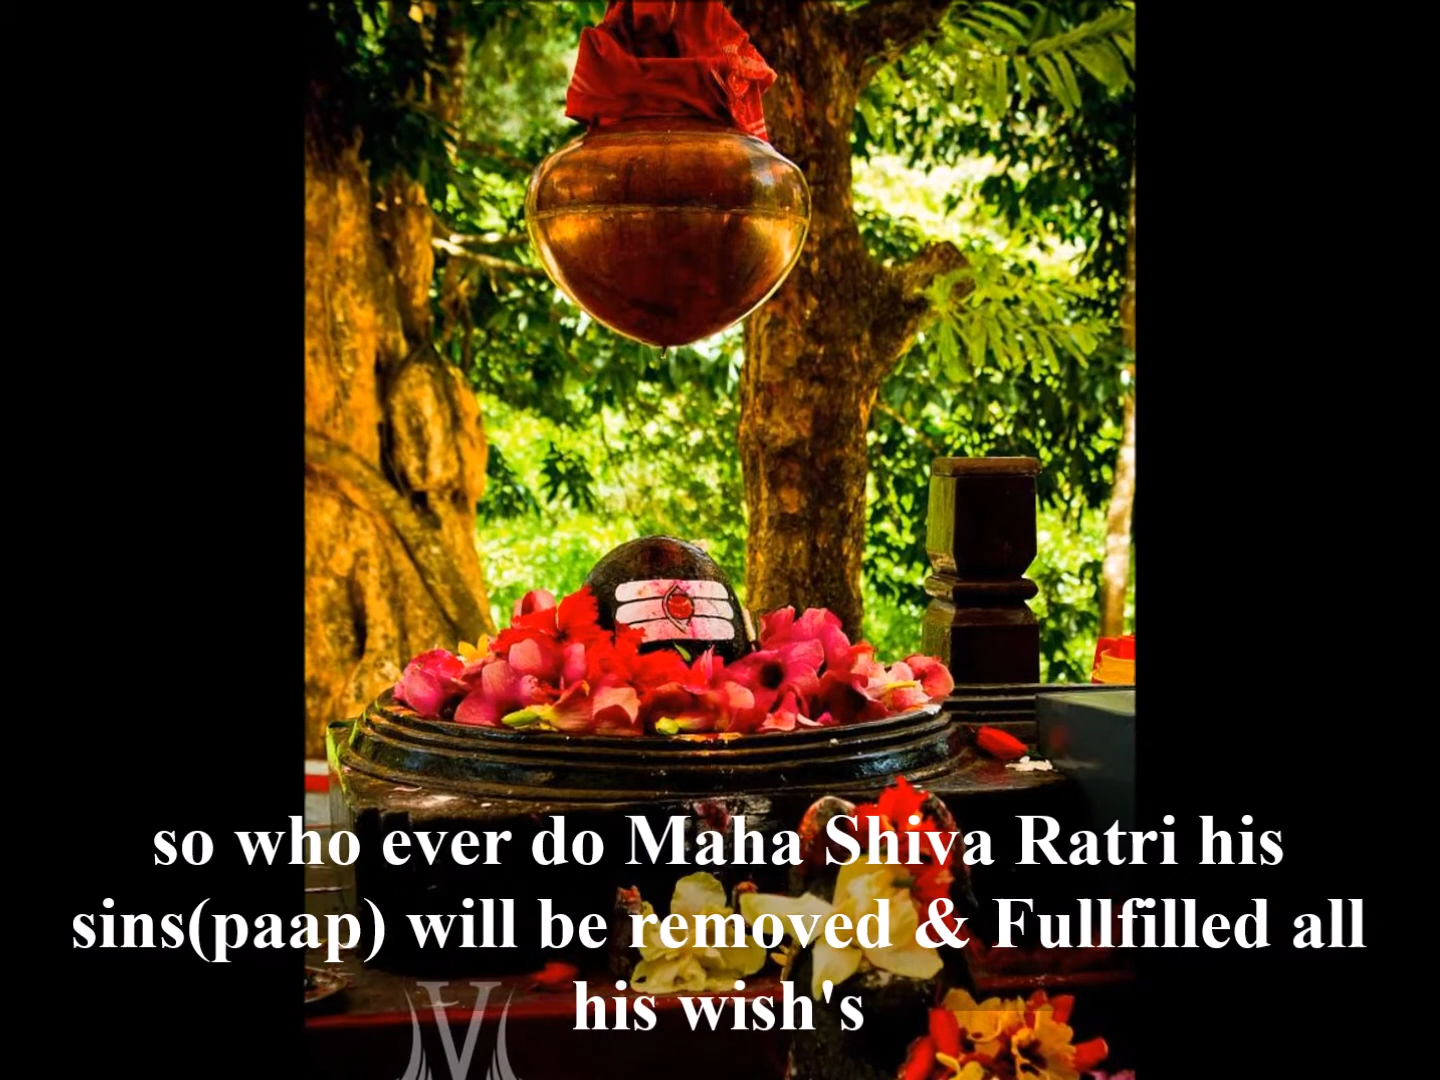 so who ever do Maha Shiva Ratri his
sins(paap) will be removed & Fullfilled all
his wish's
V